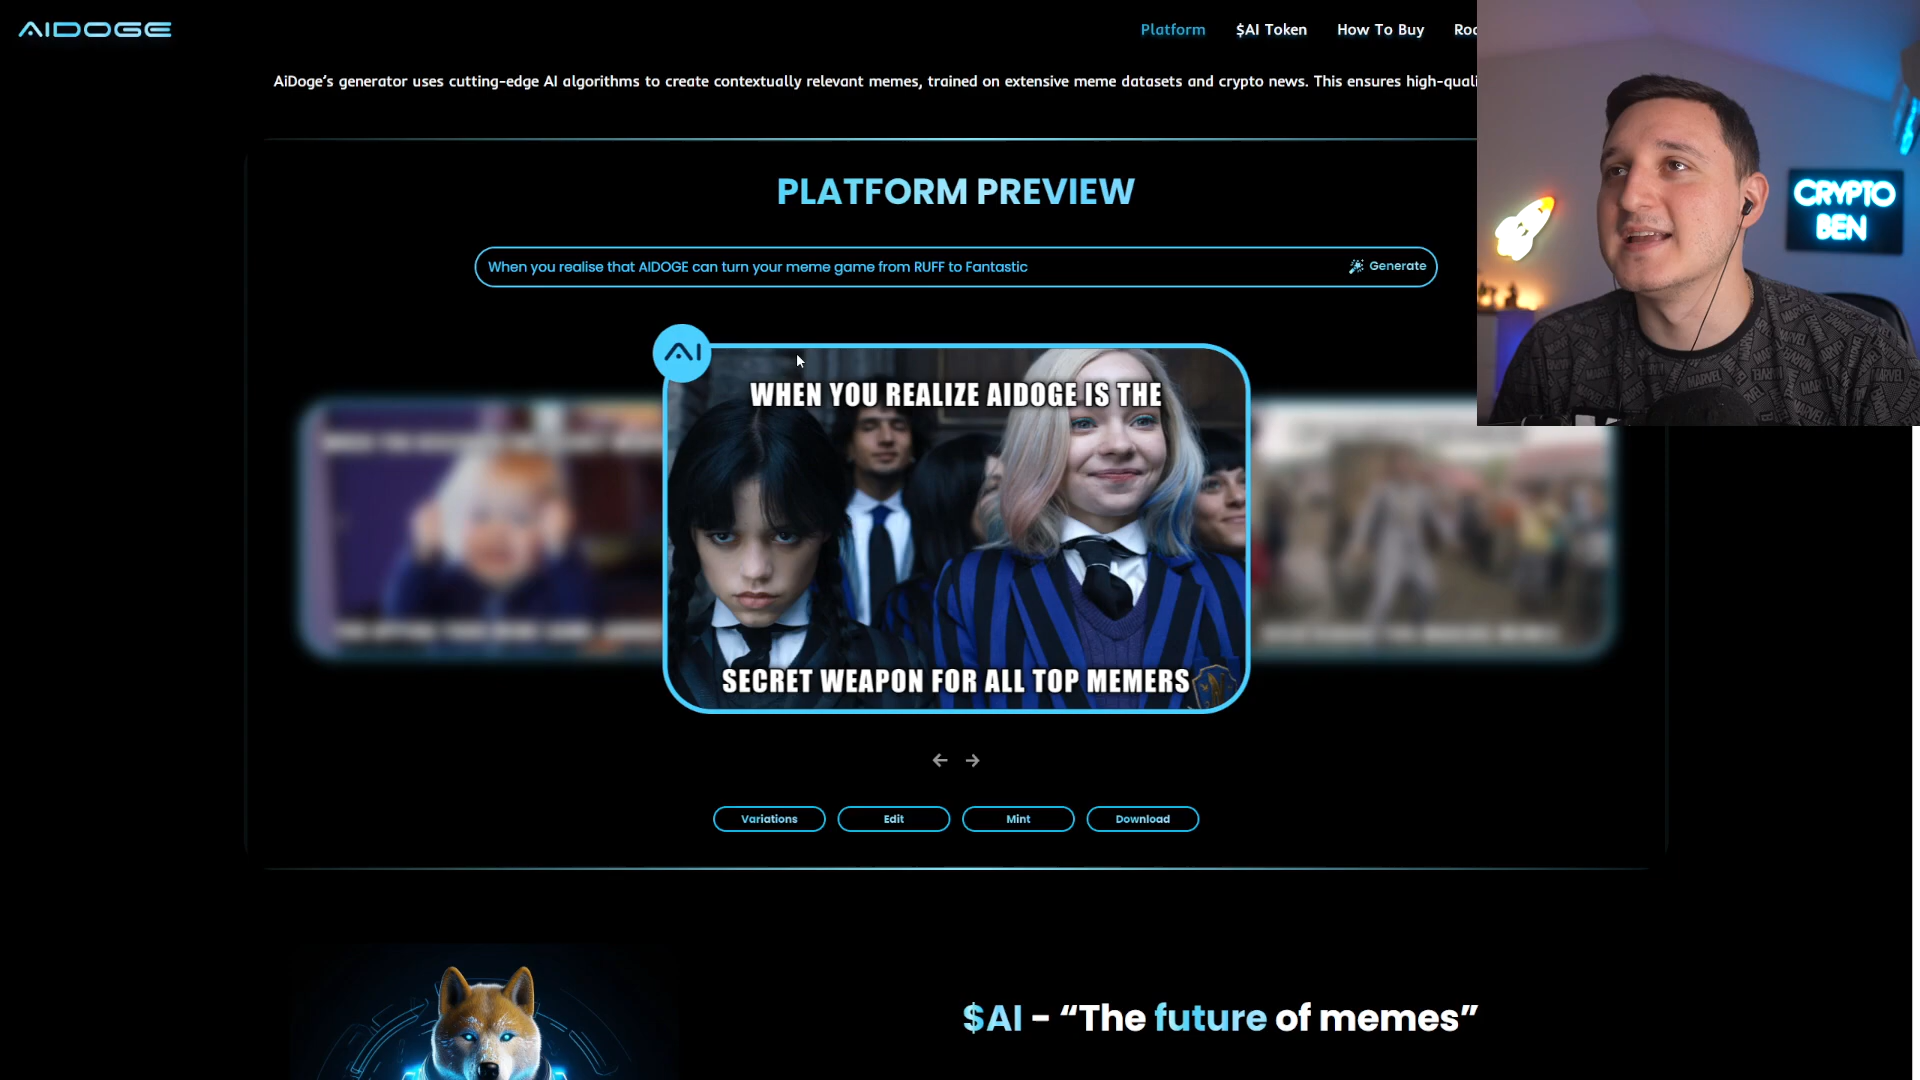 AIDOGE
Platform
$AI Token
How To Buy
AiDoge's generator uses cutting-edge AI algorithms to create contextually relevant memes, trained on extensive meme datasets and crypto news. This ensures
CRYPTO
BEN
PLATFORM PREVIEW
When you realise that AIDOGE can turn your meme game from RUFF to Fantastic
Generate
AI
WHEN YOU REALIZE AIDOGE IS THE
SECRET WEAPON FOR ALL TOP MEMERS
Variations
Edit
Mint
Download
$AI - “The future of memes”